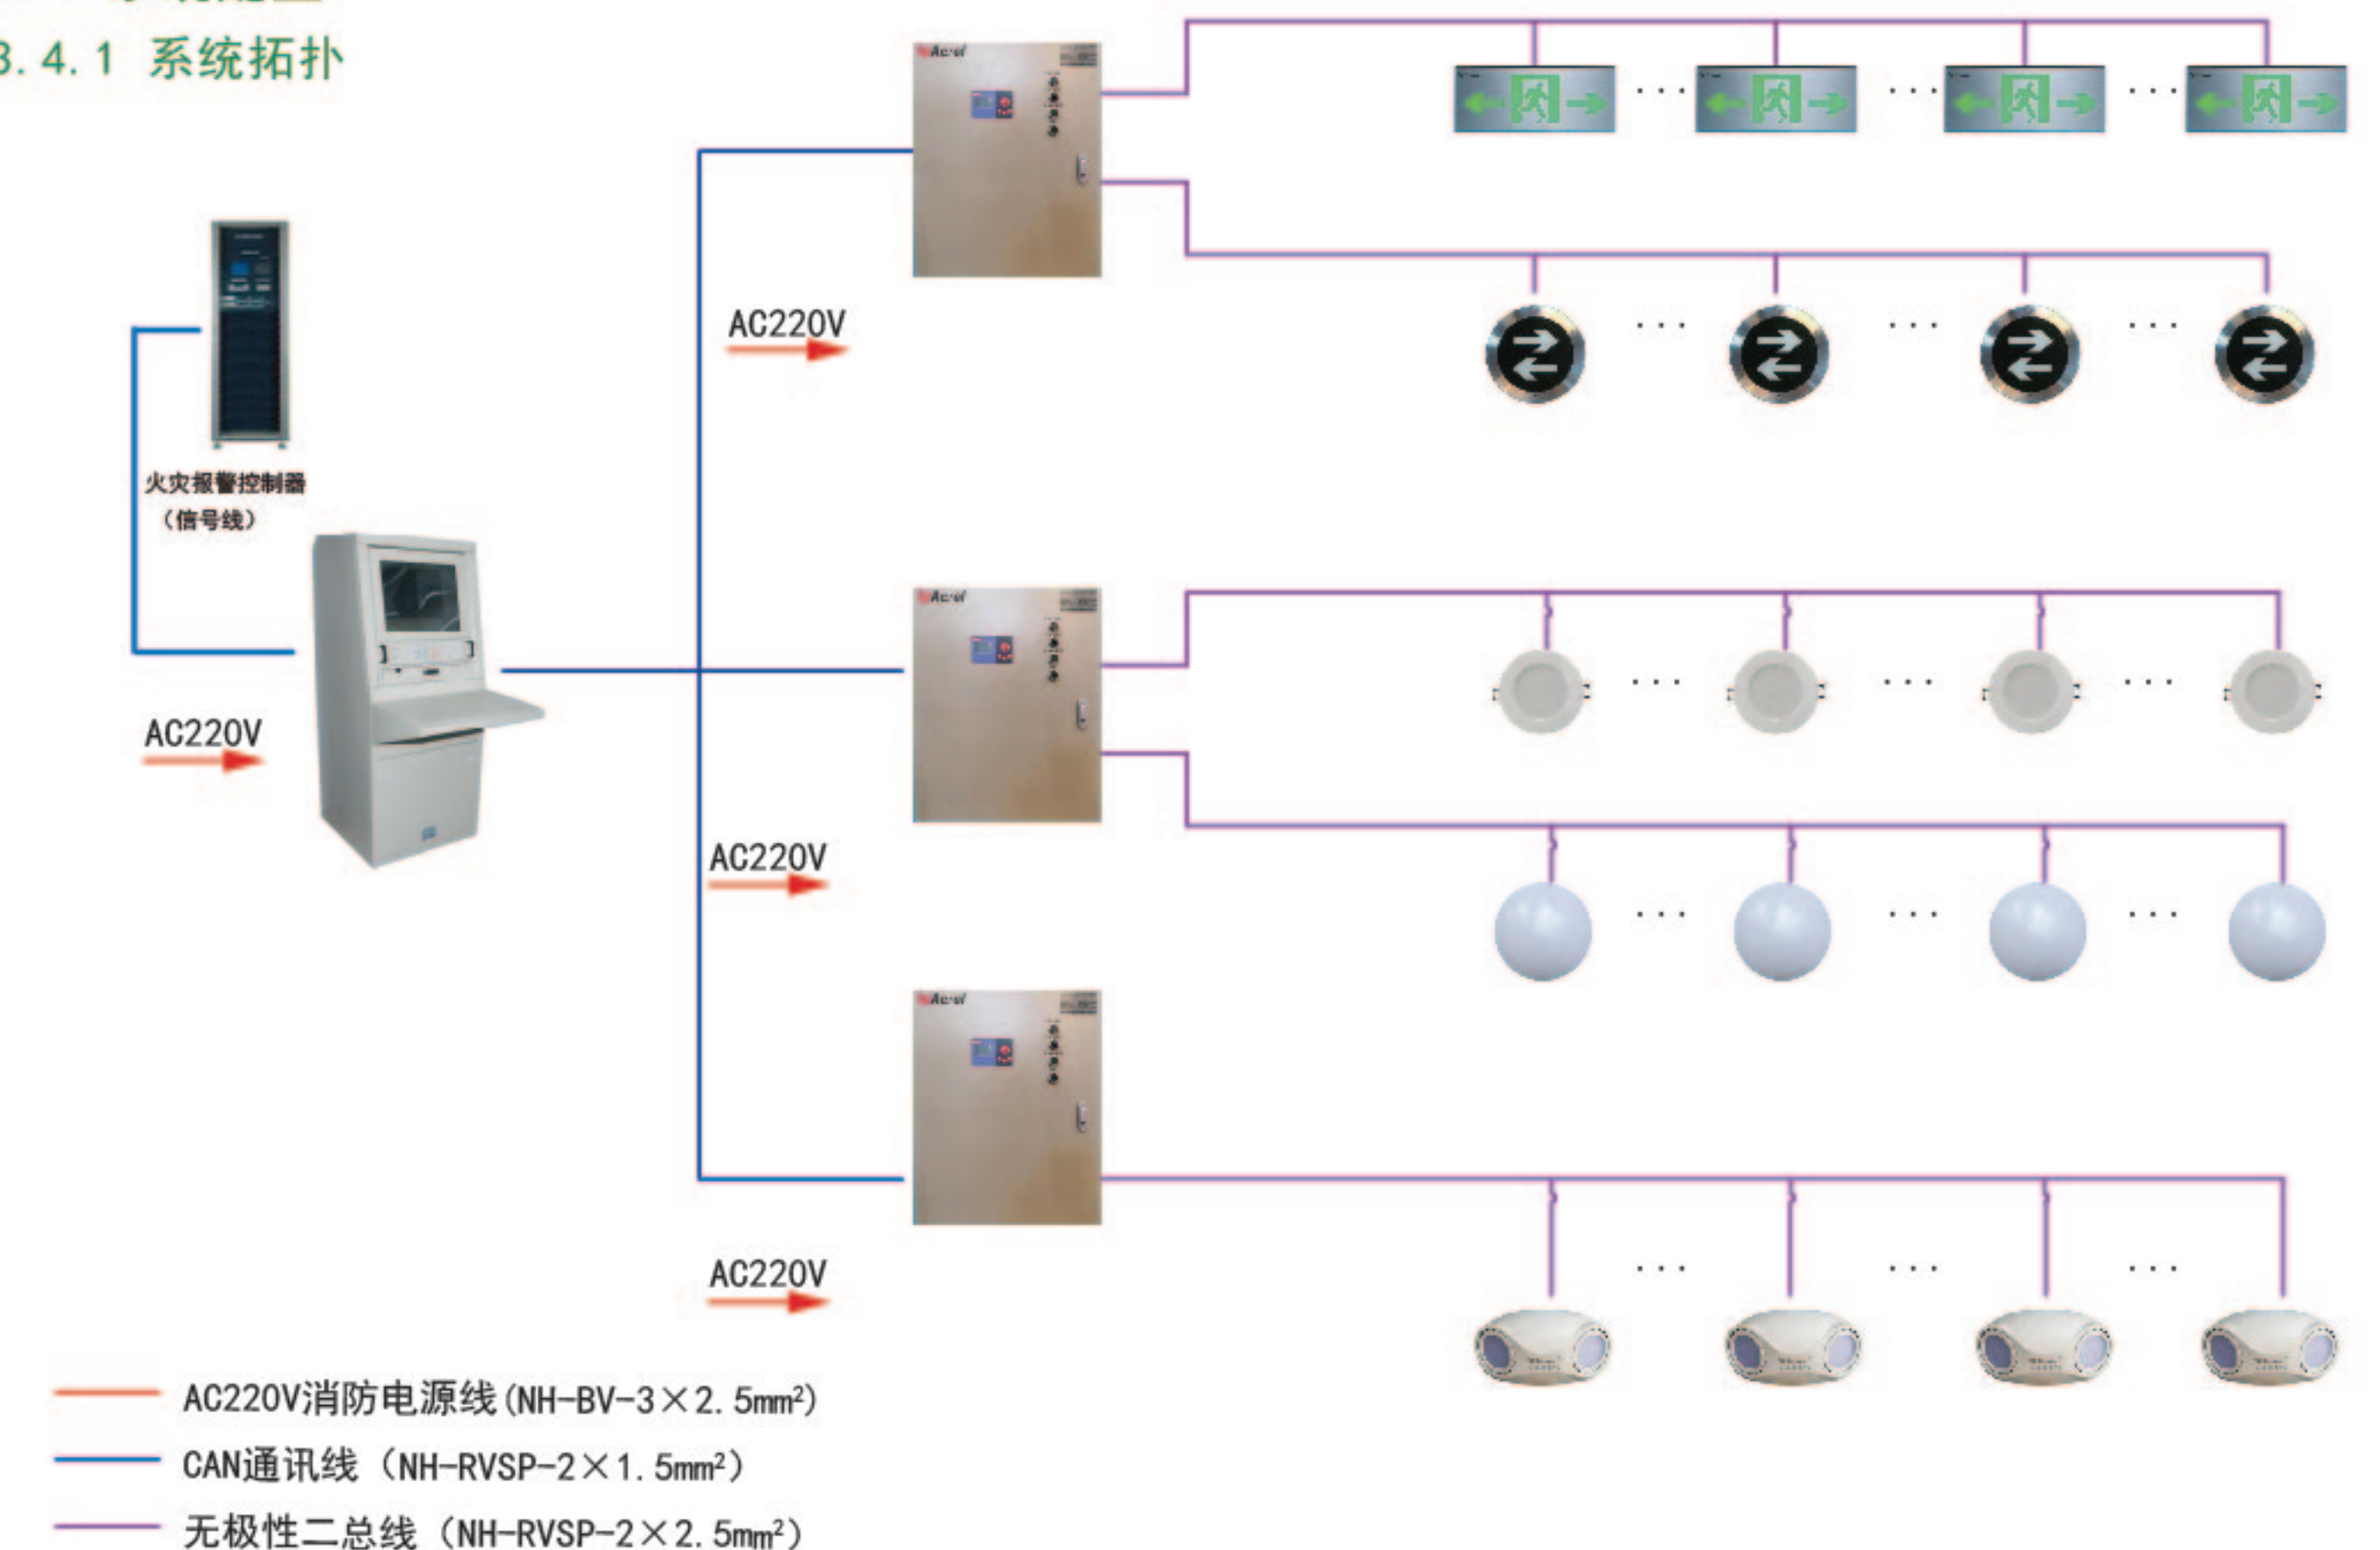 3.4.1 系统拓扑
Acrel
AC220V
火灾报警控制器
（信号线）
Acrel
AC220V
AC220V
Acrel
AC220V
AC220V消防电源线(NH-BV-3×2.5mm²)
CAN通讯线（NH-RVSP-2×1.5mm²）
无极性二总线（NH-RVSP-2×2.5mm²）